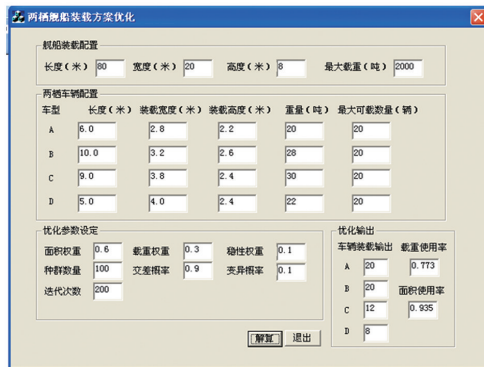 两栖舰船装载方案优化
舰船装载配置
长度(米) 80 宽度(米) 20 高度(米) 8 最大载重(吨) 2000
两栖车辆配置
车型 长度(米) 装载宽度(米) 装载高度(米) 重量(吨) 最大可载数量(辆)
A 6.0 2.8 2.2 20 20
B 10.0 3.2 2.6 28 20
C 9.0 3.8 2.4 30 20
D 5.0 4.0 2.4 22 20
优化参数设定
面积权重 0.6 载重权重 0.3 稳性权重 0.1
种群数量 100 交差概率 0.9 变异概率 0.1
迭代次数 200
优化输出
车辆装载输出 载重使用率
A 20 0.773
B 20 面积使用率
C 12 0.935
D 8
解算 退出